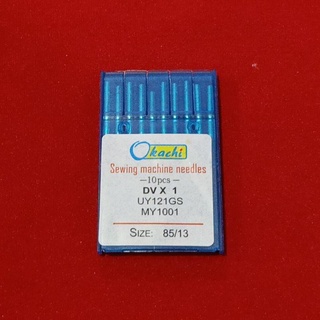 Okachi
Sewing machine needles
—10pcs—
DV X 1
UY121GS
MY1001
SIZE: 85/13